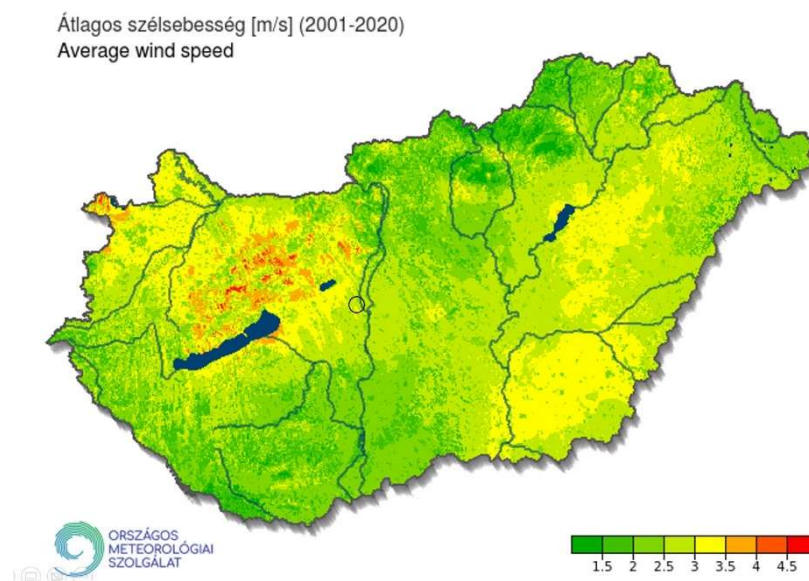 Átlagos szélsebesség [m/s] (2001-2020)
Average wind speed
ORSZÁGOS
METEOROLÓGIAI
SZOLGÁLAT
1.5 2 2.5 3 3.5 4 4.5